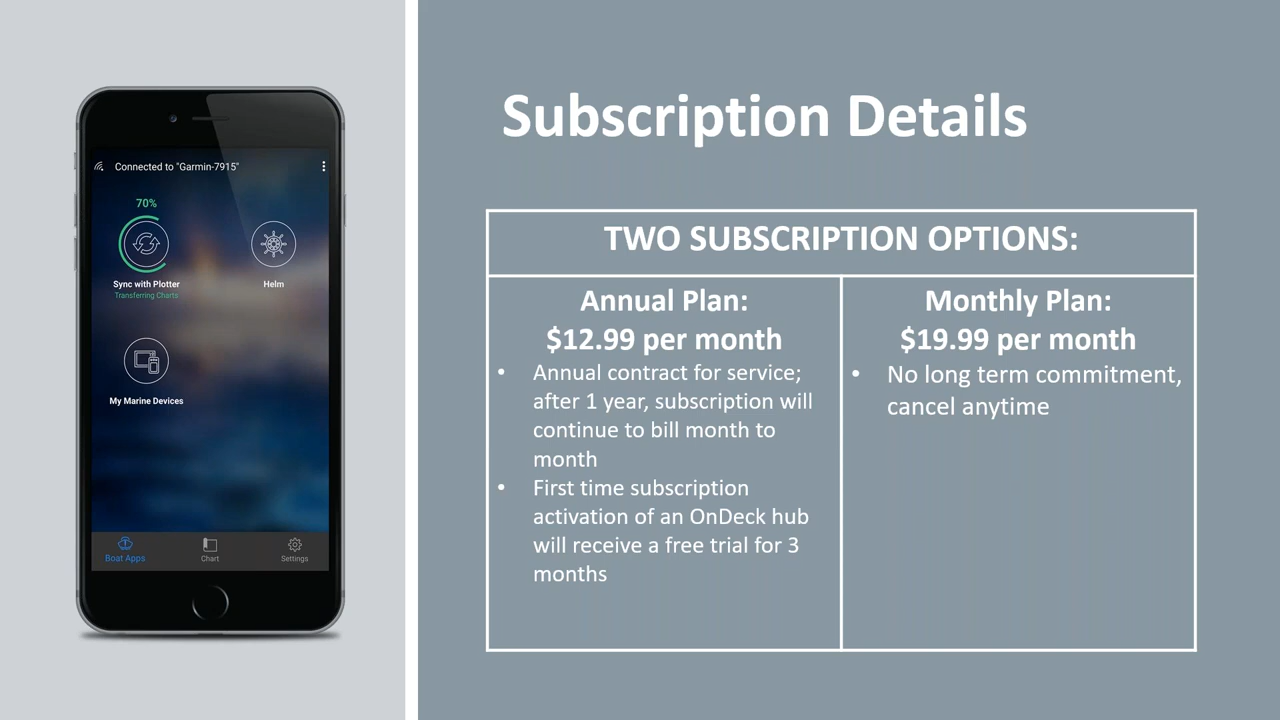 Connected to "Garmin-7915"
70%
Sync with Plotter
Transferring Charts
Helm
My Marine Devices
Boat Apps
Chart
Settings
Subscription Details
TWO SUBSCRIPTION OPTIONS:
Annual Plan:
$12.99 per month
• Annual contract for service;
after 1 year, subscription will
continue to bill month to
month
• First time subscription
activation of an OnDeck hub
will receive a free trial for 3
months
Monthly Plan:
$19.99 per month
• No long term commitment,
cancel anytime